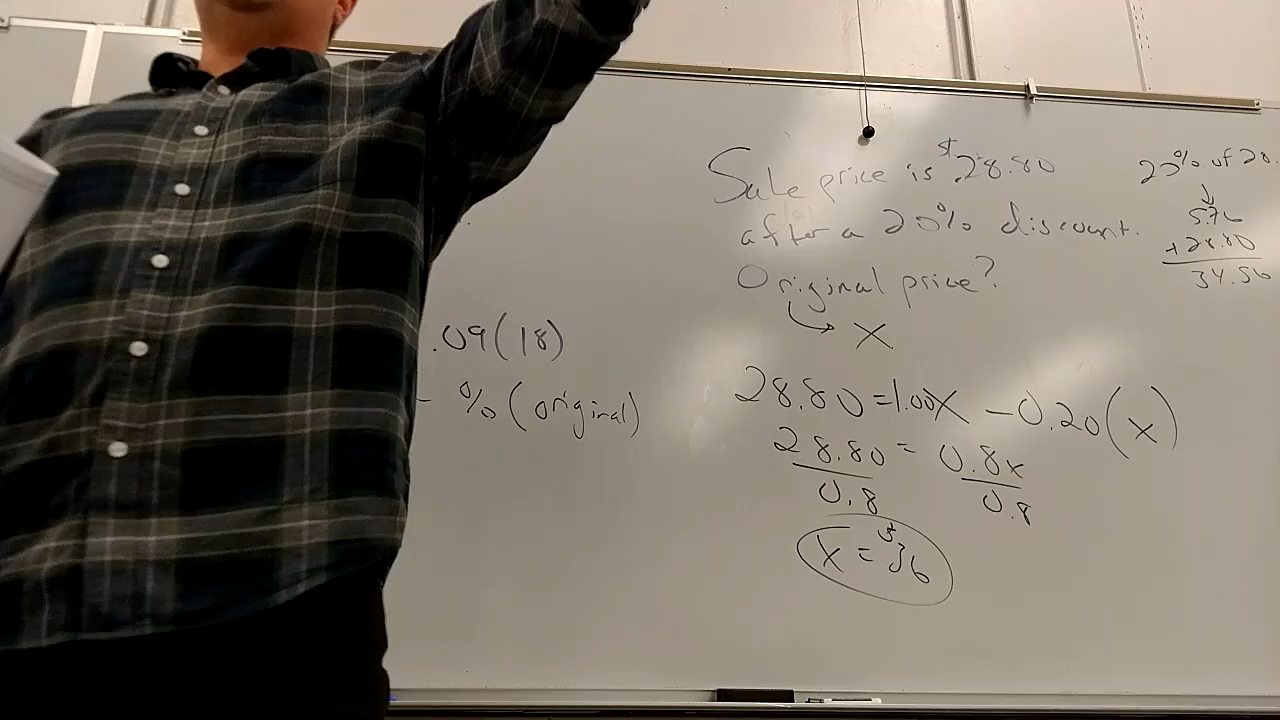 .09(18)
- %(original)
Sale price is $28.80
after a 20% discount.
Original price?
X
28.80 = 1.00X - 0.20(x)
28.80 = 0.8x
0.8 0.8
x = $36
20% of 28.
5.76
+28.80
34.56